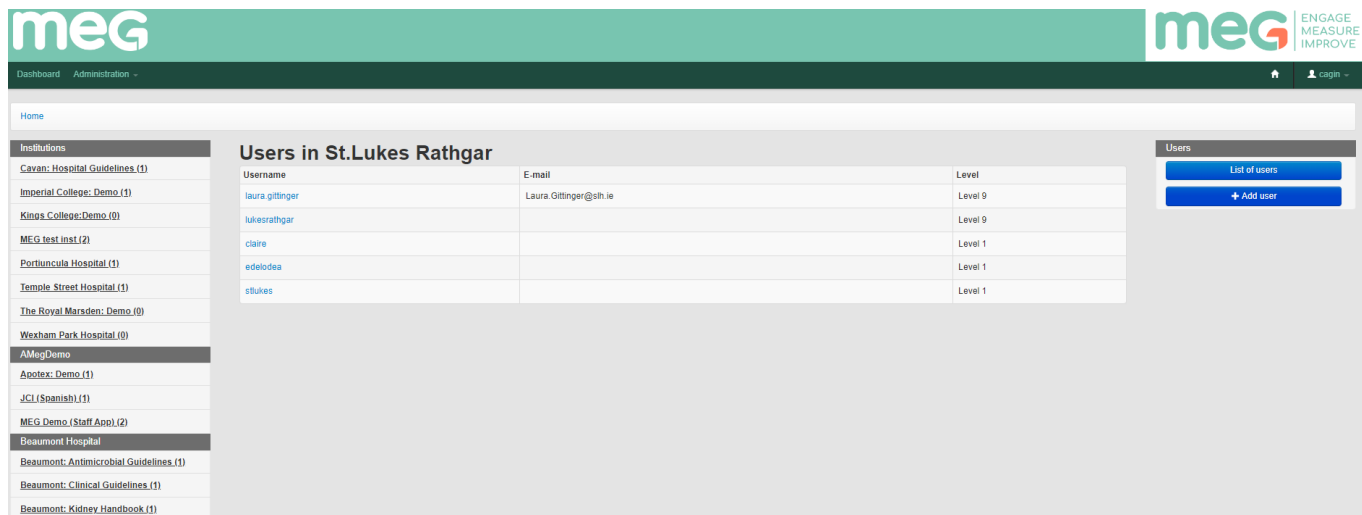 meG
meG ENGAGE
MEASURE
IMPROVE
Dashboard Administration
cagin
Home
Institutions
Cavan: Hospital Guidelines (1)
Imperial College: Demo (1)
Kings College:Demo (0)
MEG test inst (2)
Portiuncula Hospital (1)
Temple Street Hospital (1)
The Royal Marsden: Demo (0)
Wexham Park Hospital (0)
AMegDemo
Apotex: Demo (1)
JCI (Spanish) (1)
MEG Demo (Staff App) (2)
Beaumont Hospital
Beaumont: Antimicrobial Guidelines (1)
Beaumont: Clinical Guidelines (1)
Beaumont: Kidney Handbook (1)
Users in St.Lukes Rathgar
Username E-mail Level
laura.gittinger Laura.Gittinger@slh.ie Level 9
lukesrathgar Level 9
claire Level 1
edelodea Level 1
stlukes Level 1
Users
List of users
+ Add user